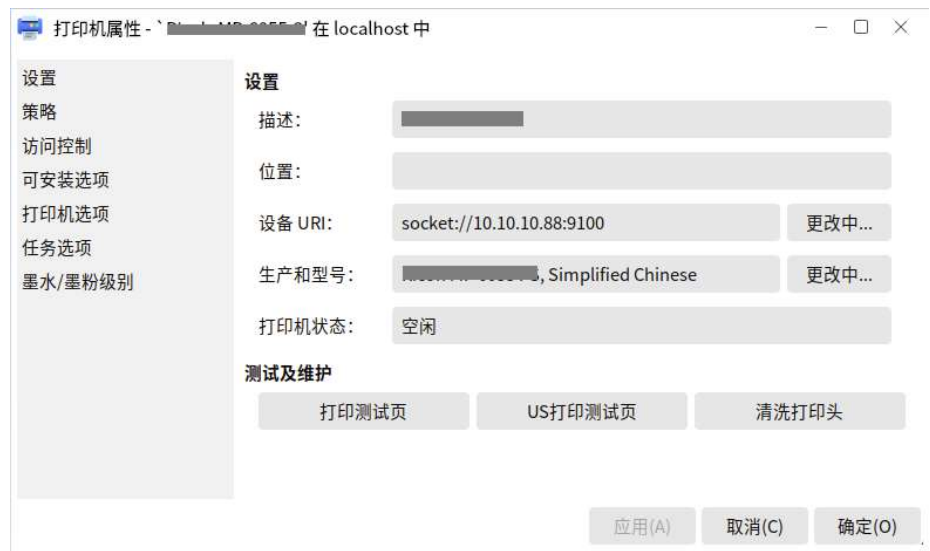 打印机属性 - ` ' 在 localhost 中
设置
策略
访问控制
可安装选项
打印机选项
任务选项
墨水/墨粉级别
设置
描述：
位置：
设备 URI： socket://10.10.10.88:9100 更改中...
生产和型号： , Simplified Chinese 更改中...
打印机状态： 空闲
测试及维护
打印测试页 US打印测试页 清洗打印头
应用(A) 取消(C) 确定(O)